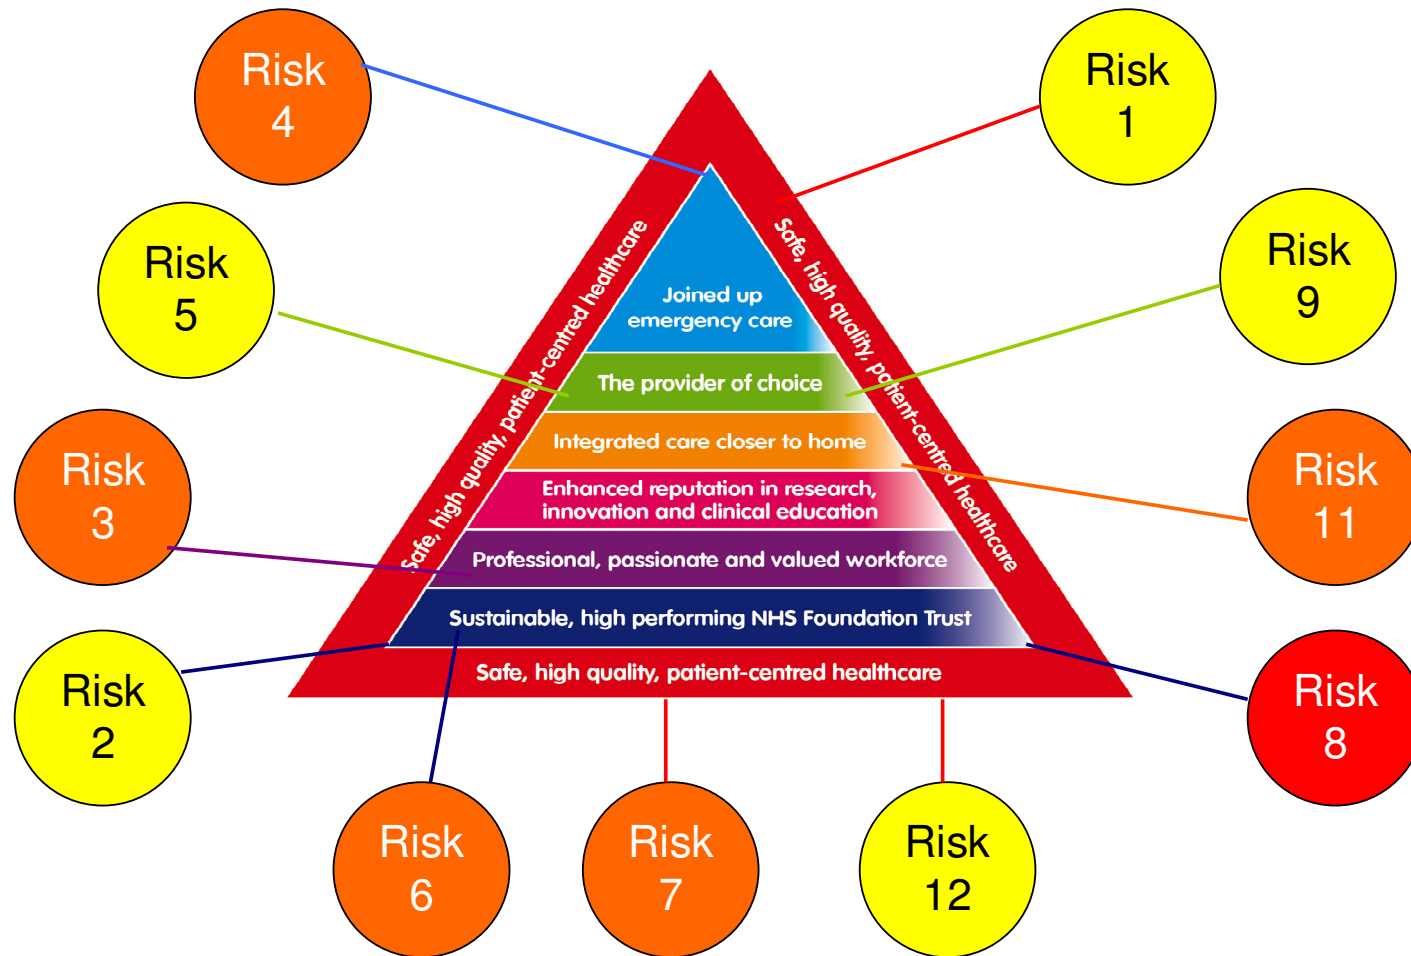 Risk
4
Risk
1
Risk
5
Risk
9
Safe, high quality, patient-centred healthcare
Safe, high quality, patient-centred healthcare
Joined up
emergency care
The provider of choice
Integrated care closer to home
Enhanced reputation in research,
innovation and clinical education
Professional, passionate and valued workforce
Sustainable, high performing NHS Foundation Trust
Safe, high quality, patient-centred healthcare
Risk
3
Risk
11
Risk
2
Risk
8
Risk
6
Risk
7
Risk
12